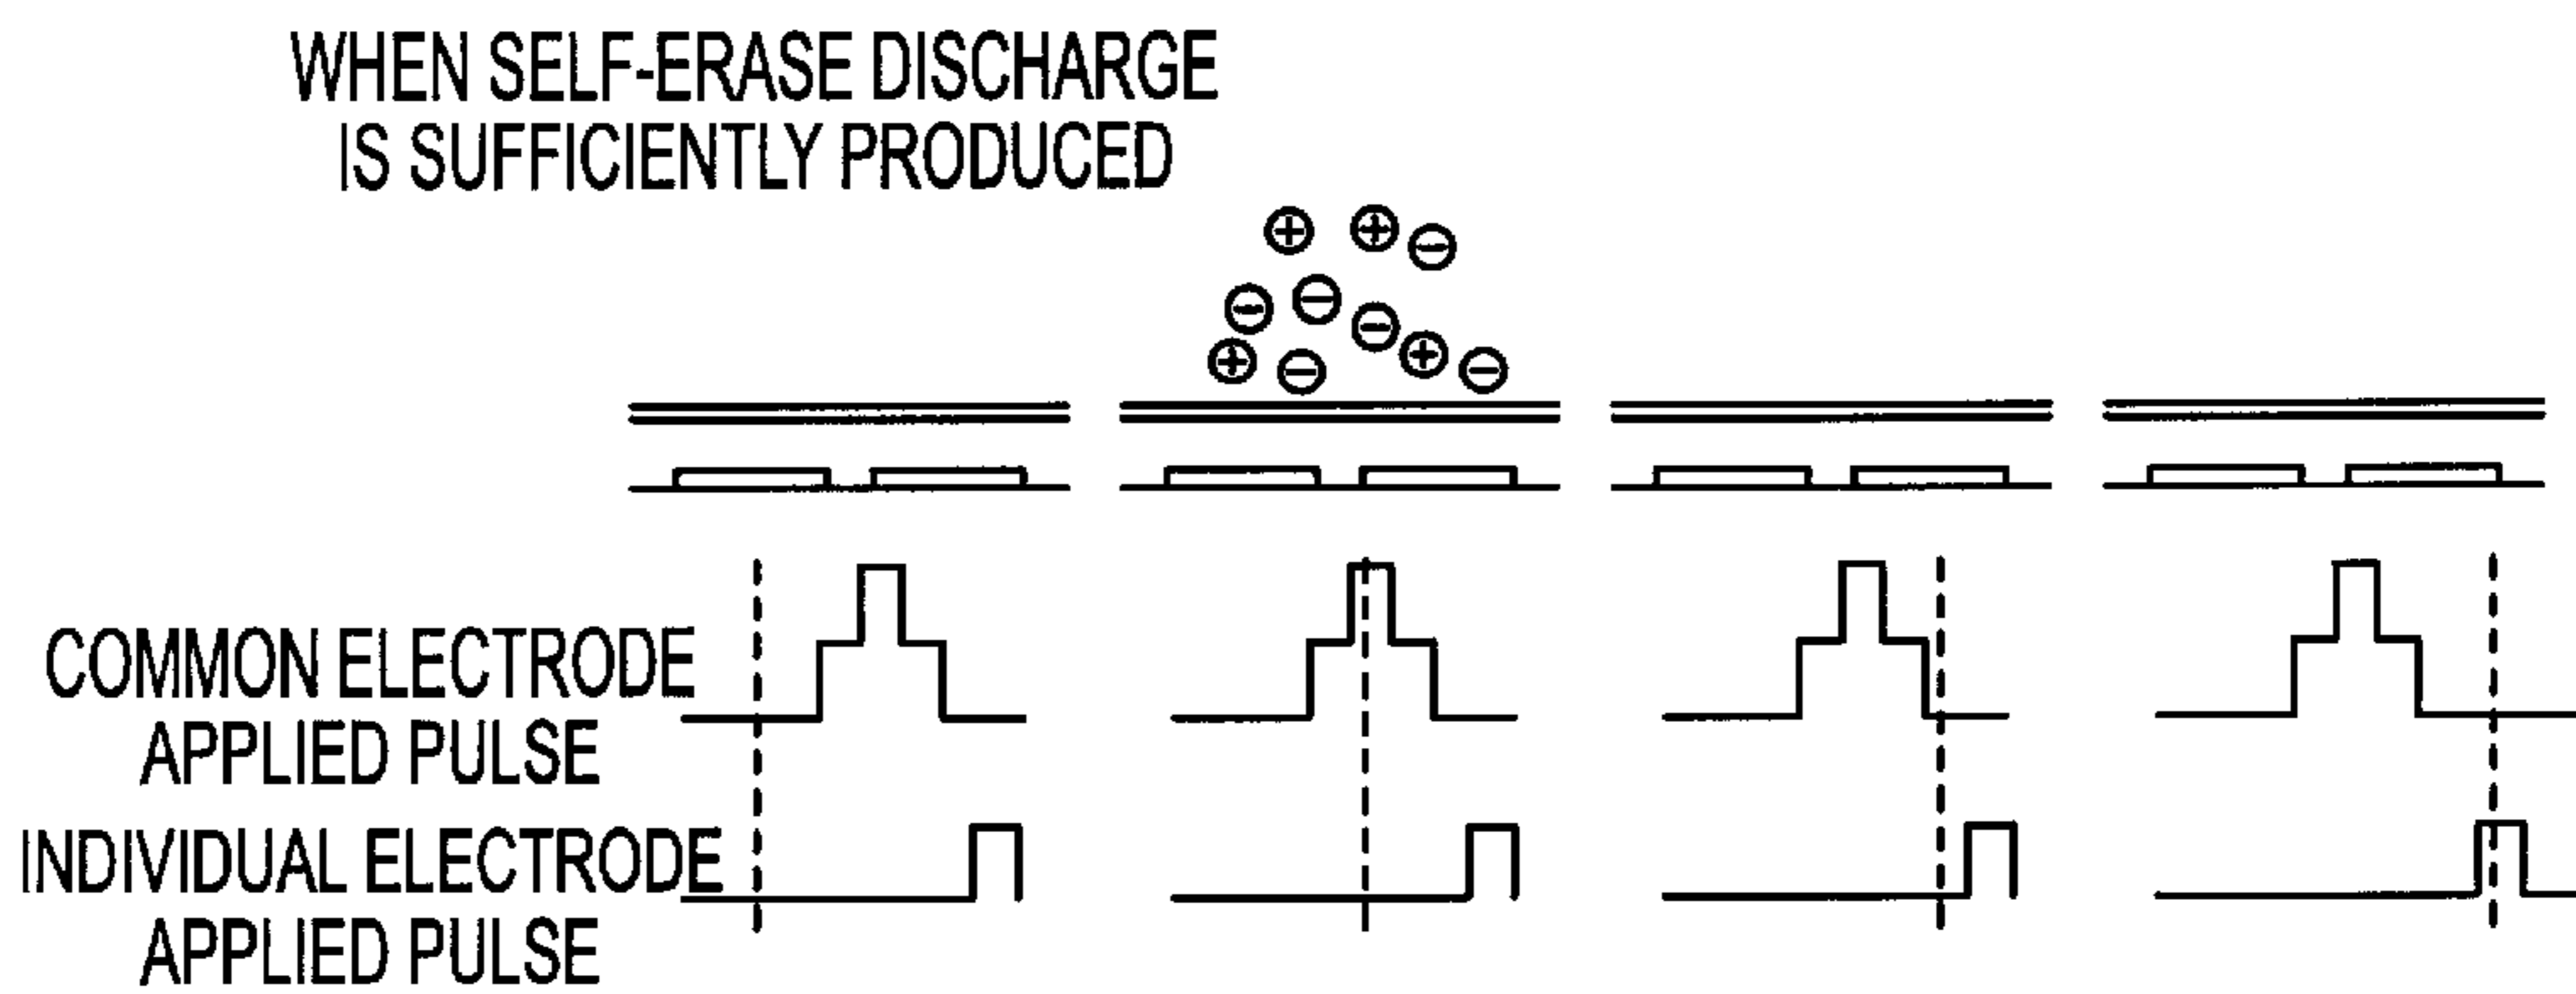 WHEN SELF-ERASE DISCHARGE
IS SUFFICIENTLY PRODUCED
COMMON ELECTRODE
APPLIED PULSE
INDIVIDUAL ELECTRODE
APPLIED PULSE